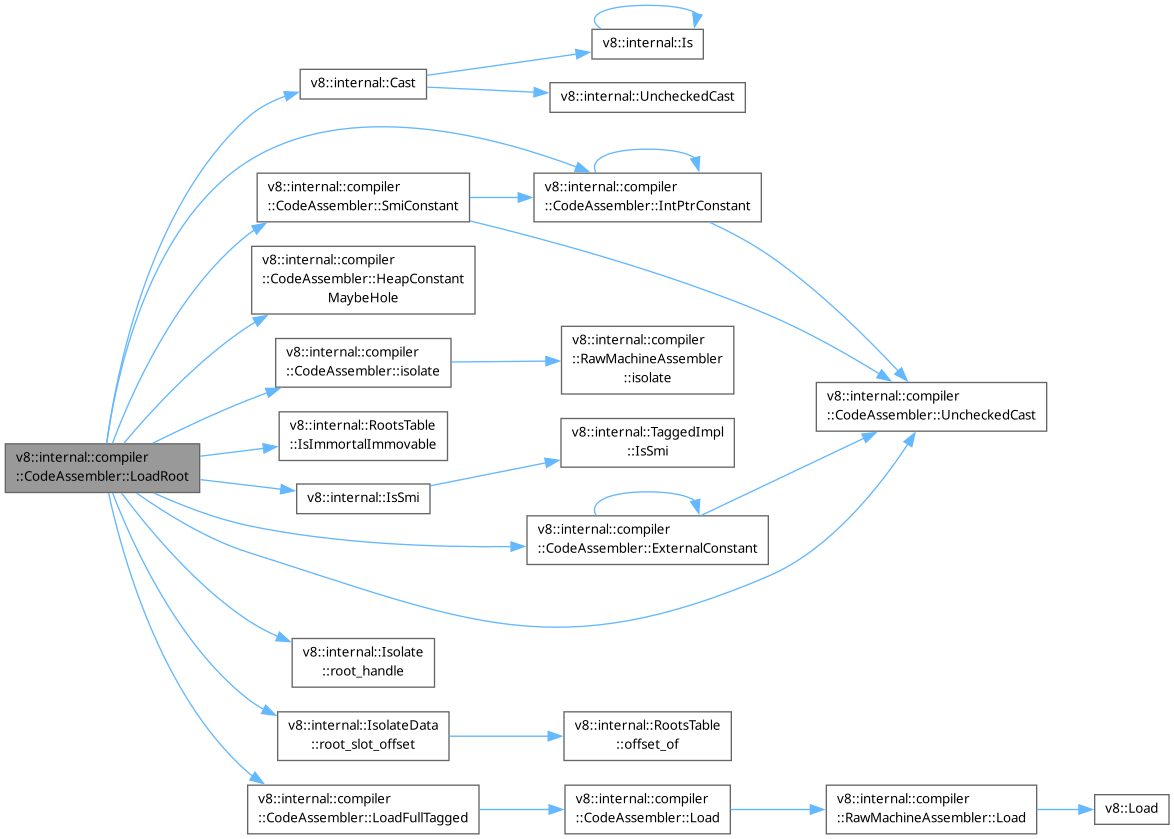 v8::internal::Is
v8::internal::Cast
v8::internal::UncheckedCast
v8::internal::compiler
::CodeAssembler::SmiConstant
v8::internal::compiler
::CodeAssembler::IntPtrConstant
v8::internal::compiler
::CodeAssembler::HeapConstant
MaybeHole
v8::internal::compiler
::CodeAssembler::isolate
v8::internal::compiler
::RawMachineAssembler
::isolate
v8::internal::compiler
::CodeAssembler::UncheckedCast
v8::internal::RootsTable
::IsImmortalImmovable
v8::internal::TaggedImpl
::IsSmi
v8::internal::compiler
::CodeAssembler::LoadRoot
v8::internal::IsSmi
v8::internal::compiler
::CodeAssembler::ExternalConstant
v8::internal::Isolate
::root_handle
v8::internal::IsolateData
::root_slot_offset
v8::internal::RootsTable
::offset_of
v8::internal::compiler
::CodeAssembler::LoadFullTagged
v8::internal::compiler
::CodeAssembler::Load
v8::internal::compiler
::RawMachineAssembler::Load
v8::Load